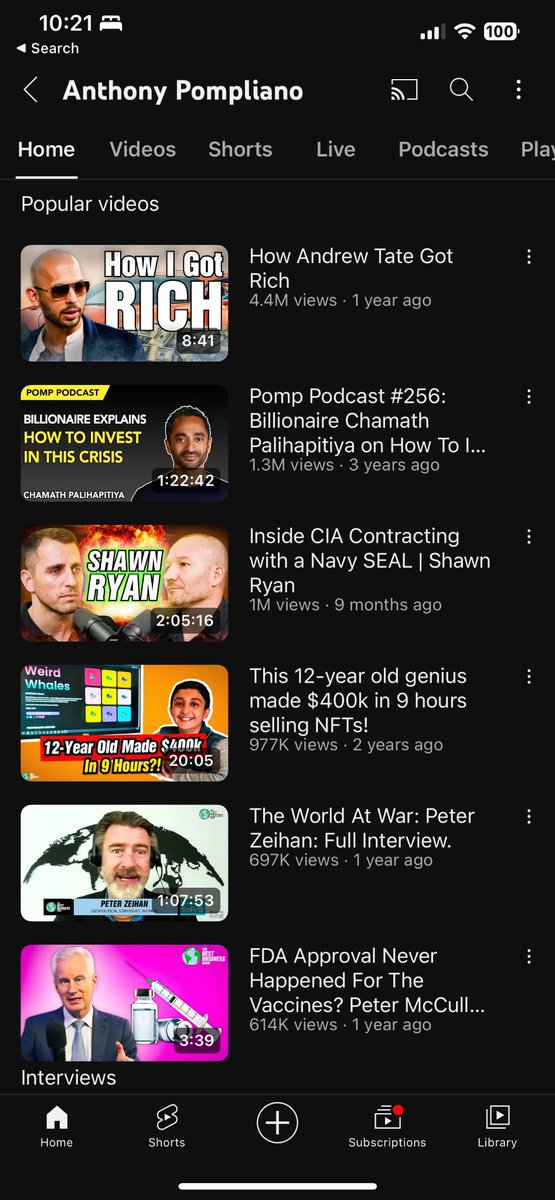 10:21
100
Search
Anthony Pompliano
Home Videos Shorts Live Podcasts Play
Popular videos
How I Got
RICH
8:41
How Andrew Tate Got
Rich
4.4M views · 1 year ago
POMP PODCAST
BILLIONAIRE EXPLAINS
HOW TO INVEST
IN THIS CRISIS
CHAMATH PALIHAPITIYA
1:22:42
Pomp Podcast #256:
Billionaire Chamath
Palihapitiya on How To I...
1.3M views · 3 years ago
SHAWN
RYAN
2:05:16
Inside CIA Contracting
with a Navy SEAL | Shawn
Ryan
1M views · 9 months ago
Weird
Whales
12-Year Old Made $400k
In 9 Hours?!
20:05
This 12-year old genius
made $400k in 9 hours
selling NFTs!
977K views · 2 years ago
PETER ZEIHAN
GEOPOLITICAL STRATEGIST,
1:07:53
The World At War: Peter
Zeihan: Full Interview.
697K views · 1 year ago
THE
BEST
BUSINESS
SHOW
3:39
FDA Approval Never
Happened For The
Vaccines? Peter McCull...
614K views · 1 year ago
Interviews
Home Shorts Subscriptions Library